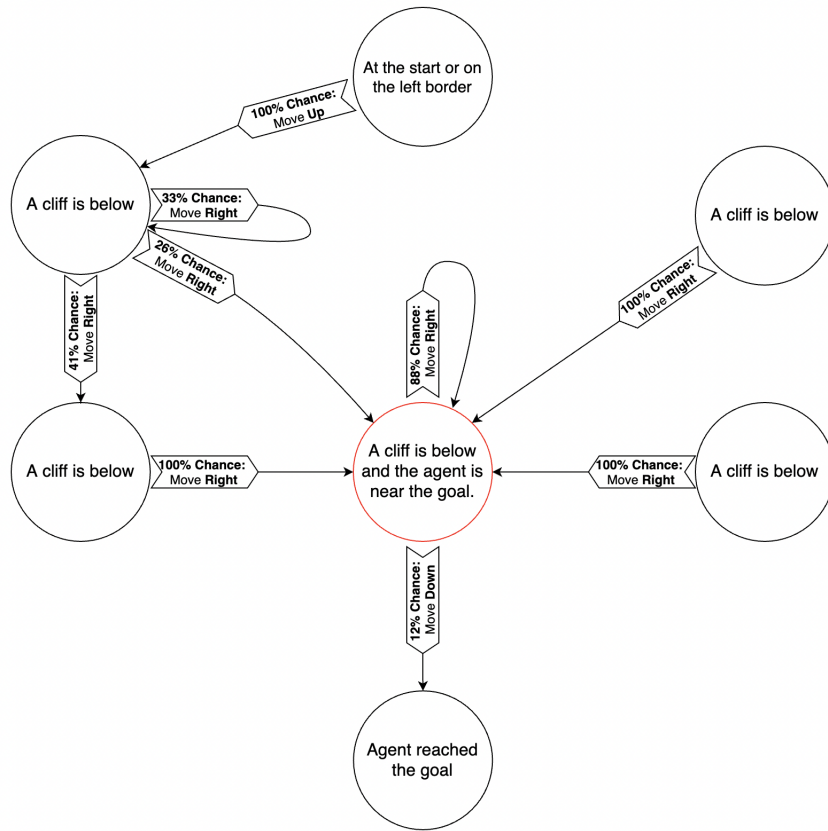 At the start or on
the left border
100% Chance:
Move Up
A cliff is below
33% Chance:
Move Right
A cliff is below
26% Chance:
Move Right
100% Chance:
Move Right
41% Chance:
Move Right
88% Chance:
Move Right
A cliff is below
100% Chance:
Move Right
A cliff is below
and the agent is
near the goal.
100% Chance:
Move Right
A cliff is below
12% Chance:
Move Down
Agent reached
the goal